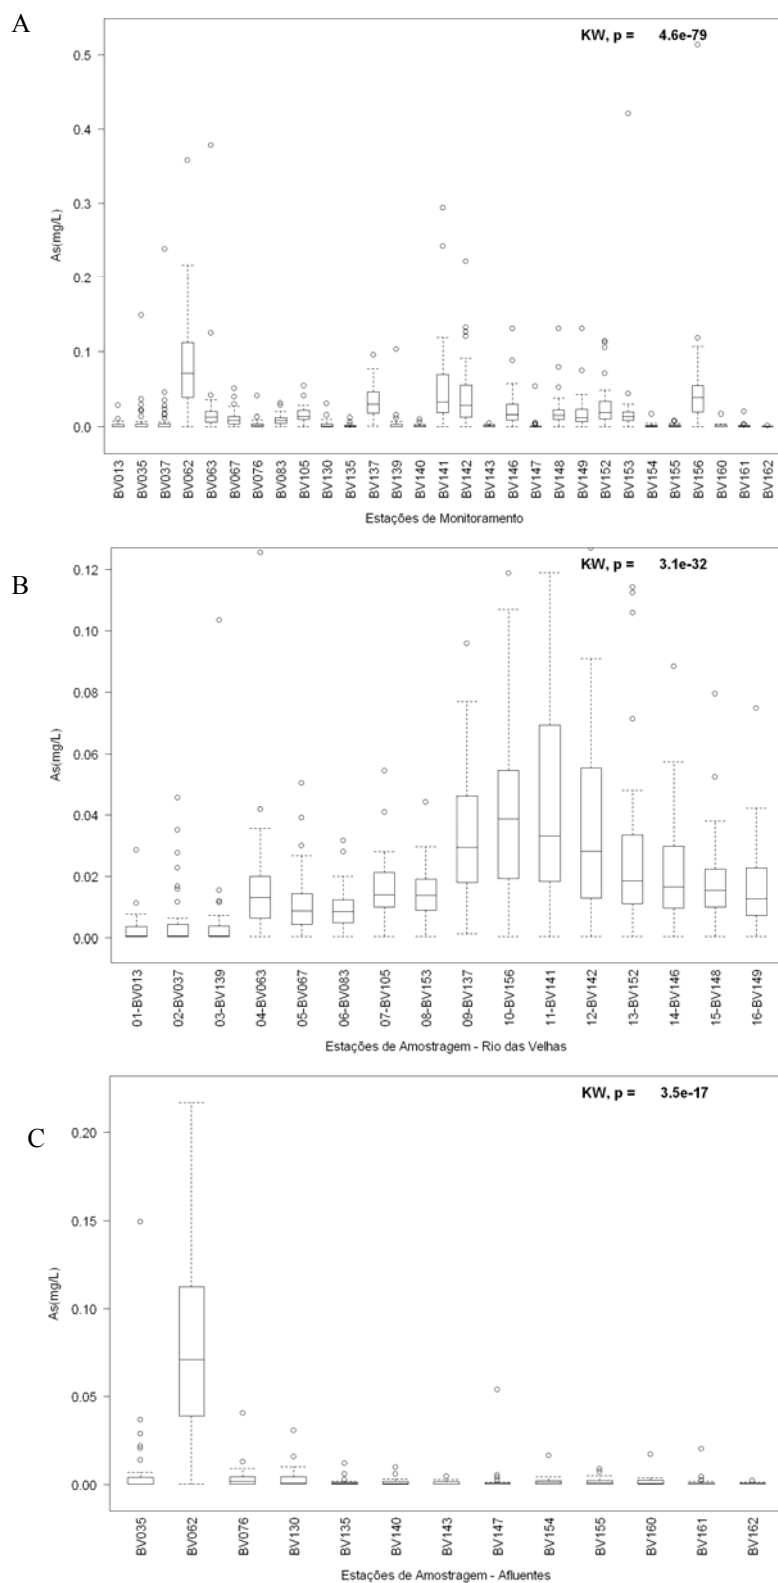 A
KW, p = 4.6e-79
As(mg/L)
0.5
0.4
0.3
0.2
0.1
0.0
BV013 BV035 BV037 BV062 BV063 BV067 BV076 BV083 BV105 BV130 BV135 BV137 BV139 BV140 BV141 BV142 BV143 BV146 BV147 BV148 BV149 BV152 BV153 BV154 BV155 BV156 BV160 BV161 BV162
Estações de Monitoramento
B
KW, p = 3.1e-32
As(mg/L)
0.12
0.10
0.08
0.06
0.04
0.02
0.00
01-BV013 02-BV037 03-BV139 04-BV063 05-BV067 06-BV083 07-BV105 08-BV153 09-BV137 10-BV156 11-BV141 12-BV142 13-BV152 14-BV146 15-BV148 16-BV149
Estações de Amostragem - Rio das Velhas
C
KW, p = 3.5e-17
As(mg/L)
0.20
0.15
0.10
0.05
0.00
BV035 BV062 BV076 BV130 BV135 BV140 BV143 BV147 BV154 BV155 BV160 BV161 BV162
Estações de Amostragem - Afluentes